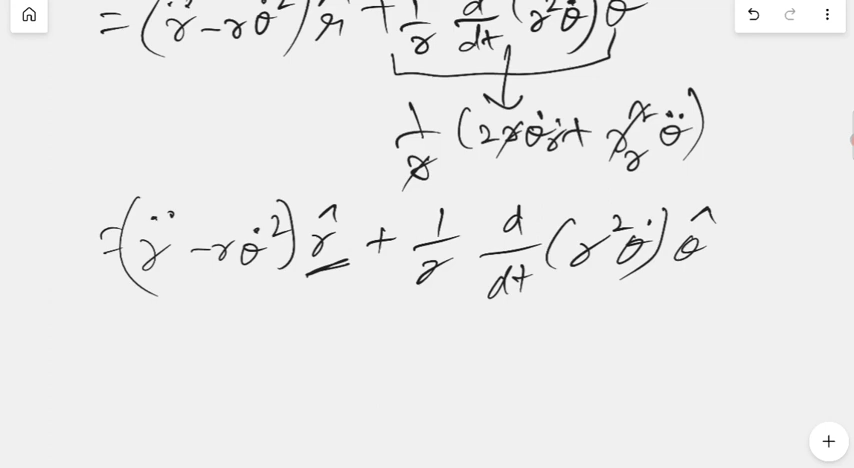 = (r̈ - rθ̇²) r̂ + 1/r d/dt (r²θ̇) θ̂
1/r (2rθ̇ṙ + r²θ̈)
= (r̈ - rθ̇²) r̂ + 1/r d/dt (r²θ̇) θ̂